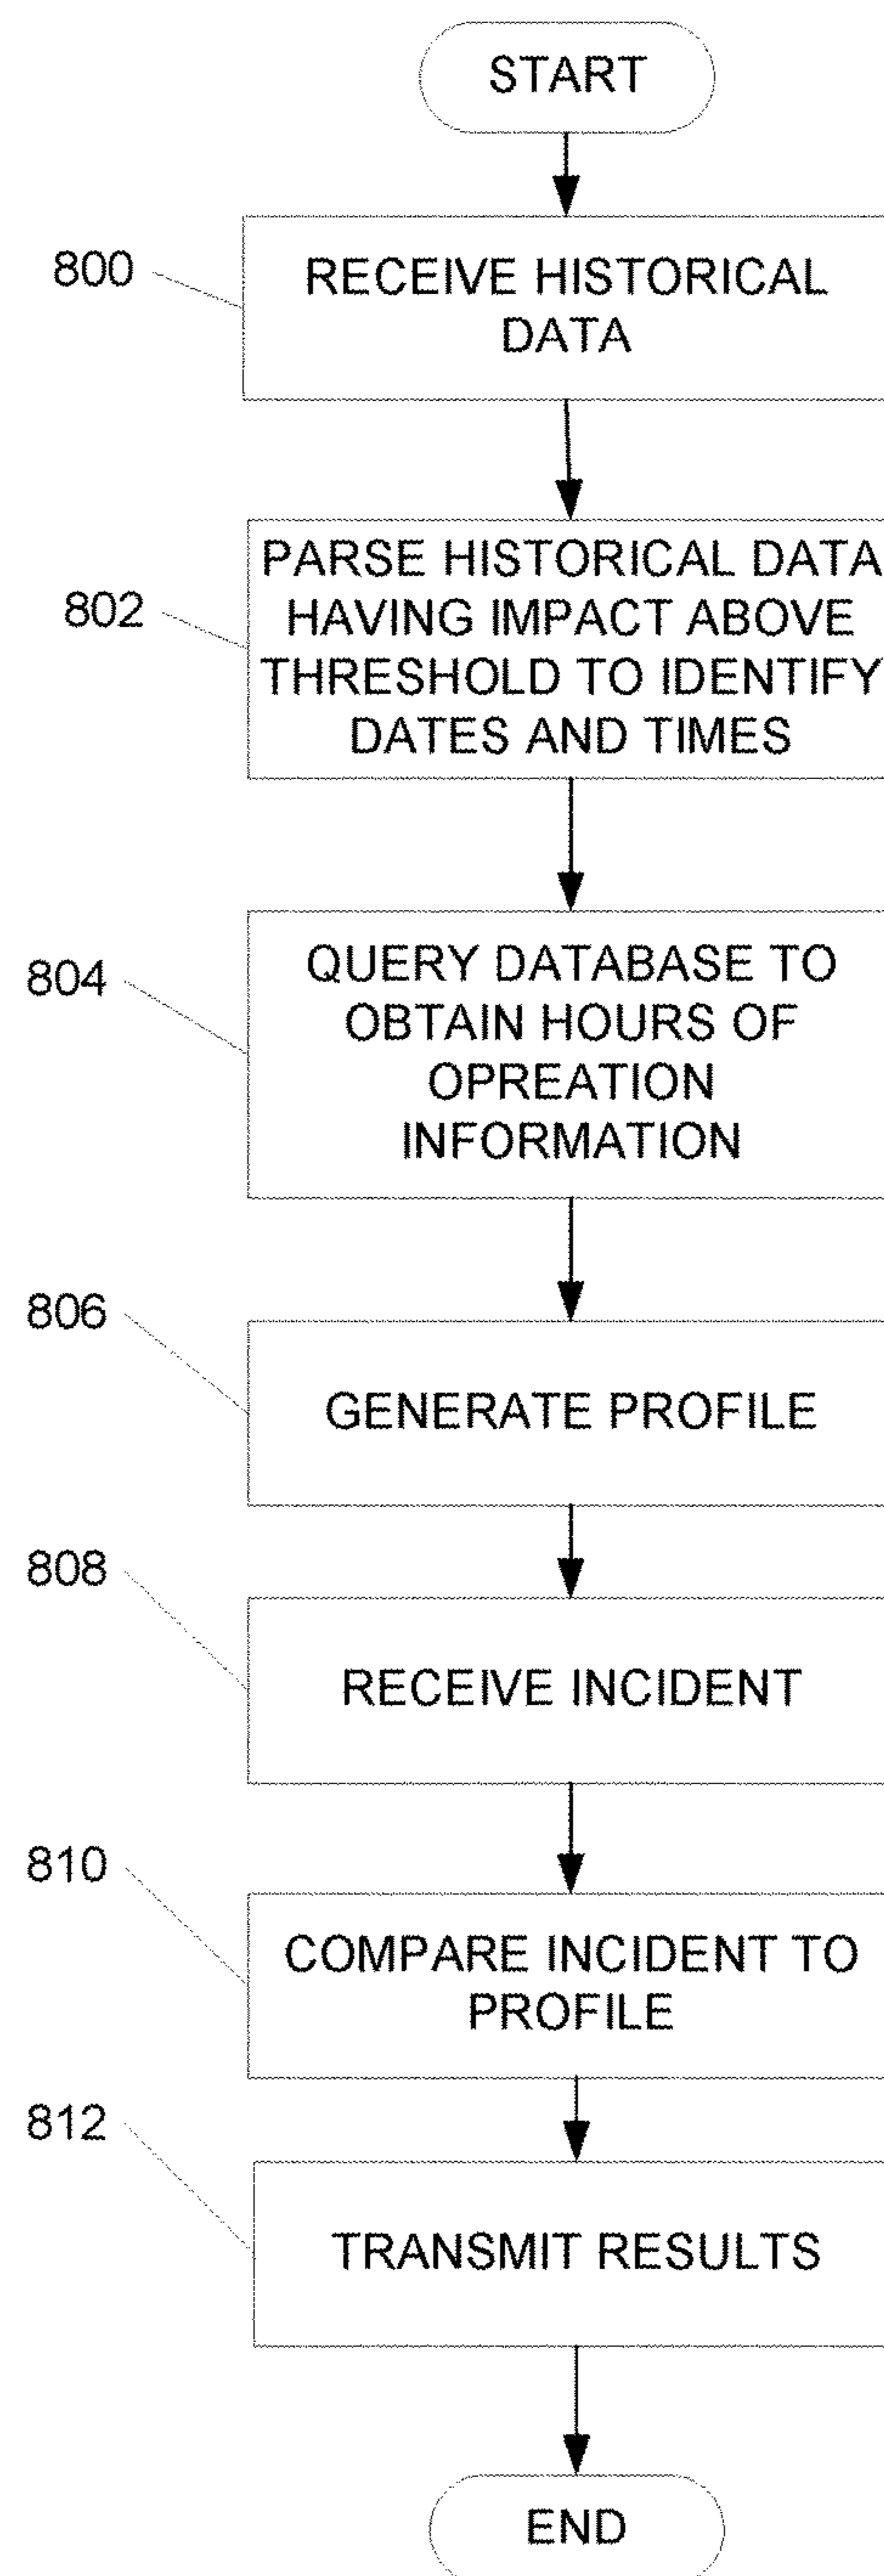 START
800
RECEIVE HISTORICAL
DATA
802
PARSE HISTORICAL DATA
HAVING IMPACT ABOVE
THRESHOLD TO IDENTIFY
DATES AND TIMES
804
QUERY DATABASE TO
OBTAIN HOURS OF
OPREATION
INFORMATION
806
GENERATE PROFILE
808
RECEIVE INCIDENT
810
COMPARE INCIDENT TO
PROFILE
812
TRANSMIT RESULTS
END